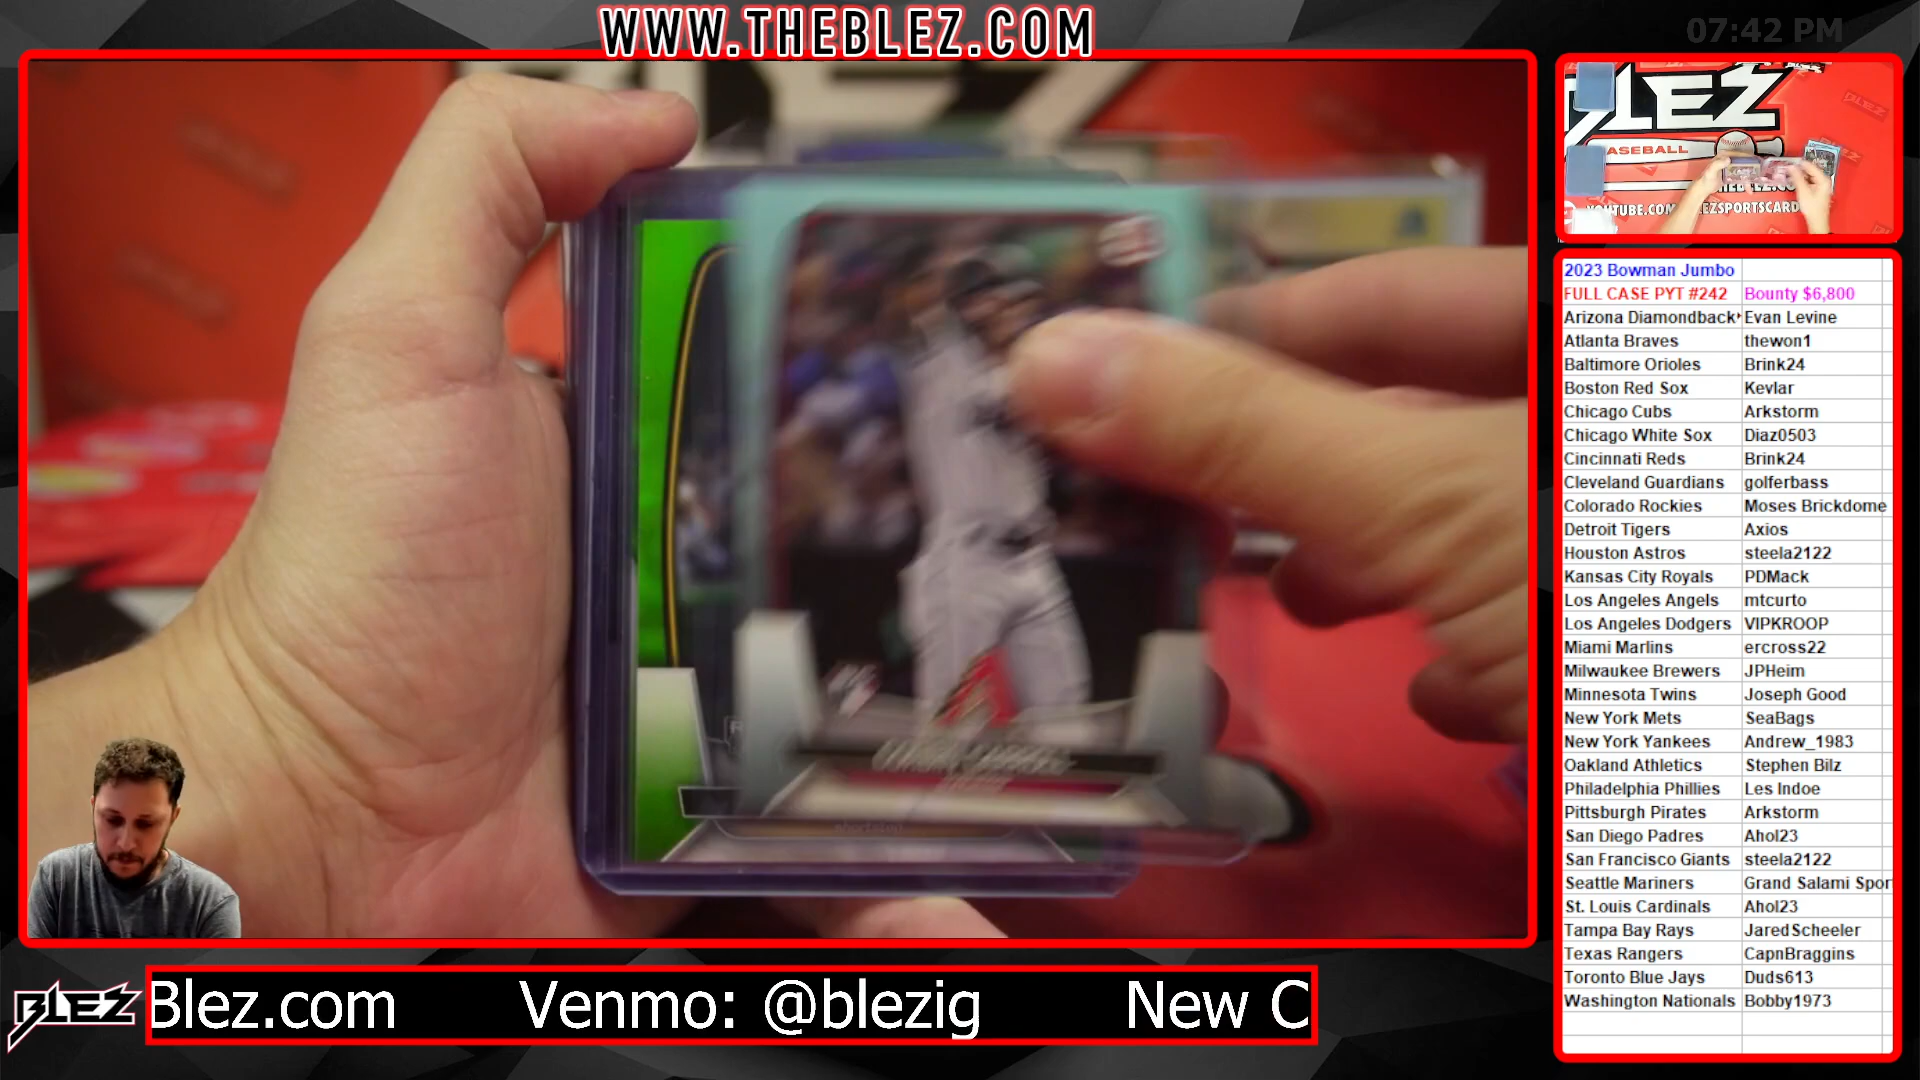 WWW.THEBLEZ.COM
07:42 PM
BLEZ
BASEBALL
2023 Bowman Jumbo
FULL CASE PYT #242 Bounty $6,800
Arizona Diamondback Evan Levine
Atlanta Braves thewon1
Baltimore Orioles Brink24
Boston Red Sox Kevlar
Chicago Cubs Arkstorm
Chicago White Sox Diaz0503
Cincinnati Reds Brink24
Cleveland Guardians golferbass
Colorado Rockies Moses Brickdome
Detroit Tigers Axios
Houston Astros steela2122
Kansas City Royals PDMack
Los Angeles Angels mtcurto
Los Angeles Dodgers VIPKROOP
Miami Marlins ercross22
Milwaukee Brewers JPHeim
Minnesota Twins Joseph Good
New York Mets SeaBags
New York Yankees Andrew_1983
Oakland Athletics Stephen Bilz
Philadelphia Phillies Les Indoe
Pittsburgh Pirates Arkstorm
San Diego Padres Ahol23
San Francisco Giants steela2122
Seattle Mariners Grand Salami Spor
St. Louis Cardinals Ahol23
Tampa Bay Rays JaredScheeler
Texas Rangers CapnBraggins
Toronto Blue Jays Duds613
Washington Nationals Bobby1973
shortstop
BLEZ
Blez.com Venmo: @blezig New C